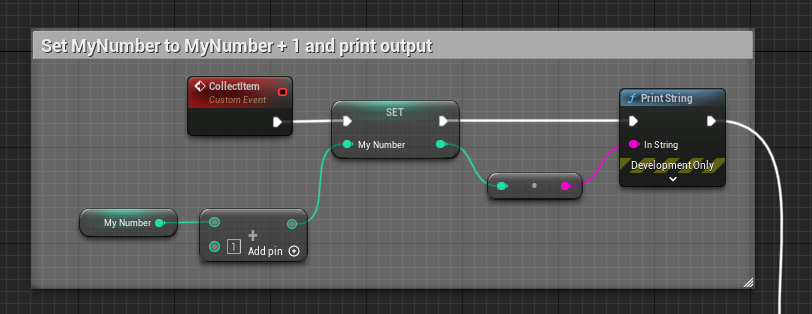 Set MyNumber to MyNumber + 1 and print output
CollectItem
Custom Event
SET
My Number
f Print String
In String
Development Only
My Number
1
+
Add pin